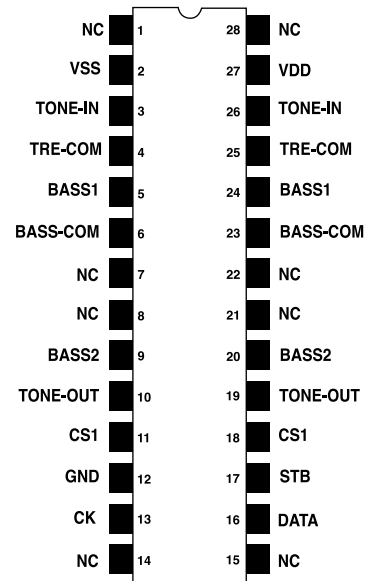 NC 1 28 NC
VSS 2 27 VDD
TONE-IN 3 26 TONE-IN
TRE-COM 4 25 TRE-COM
BASS1 5 24 BASS1
BASS-COM 6 23 BASS-COM
NC 7 22 NC
NC 8 21 NC
BASS2 9 20 BASS2
TONE-OUT 10 19 TONE-OUT
CS1 11 18 CS1
GND 12 17 STB
CK 13 16 DATA
NC 14 15 NC